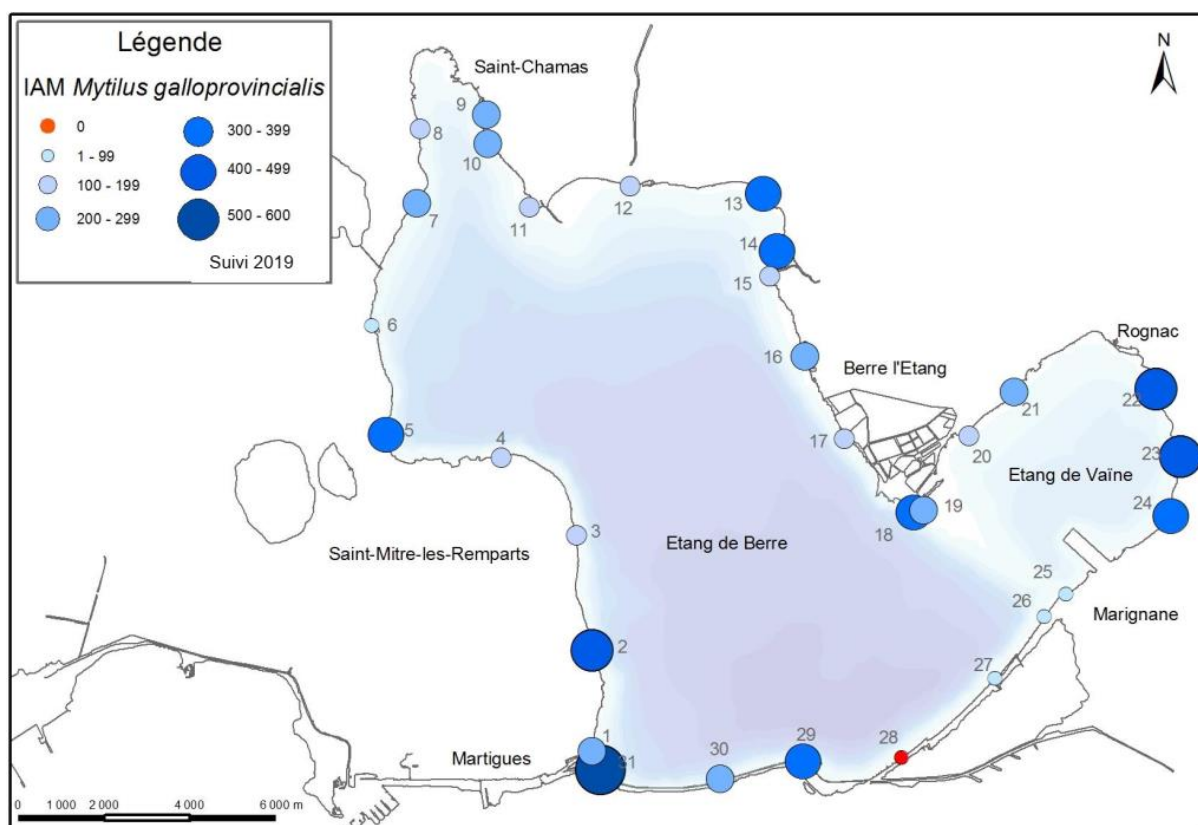 Légende
IAM Mytilus galloprovincialis
0
1 - 99
100 - 199
200 - 299
300 - 399
400 - 499
500 - 600
Suivi 2019
N
Saint-Chamas
9
8
10
12
13
7
11
14
15
6
16
Rognac
Berre l'Etang
21
22
5
4
17
20
23
Etang de Vaïne
3
18
19
24
Saint-Mitre-les-Remparts
Etang de Berre
25
26
Marignane
2
27
1
29
28
Martigues
31
30
0
1 000
2 000
4 000
6 000 m